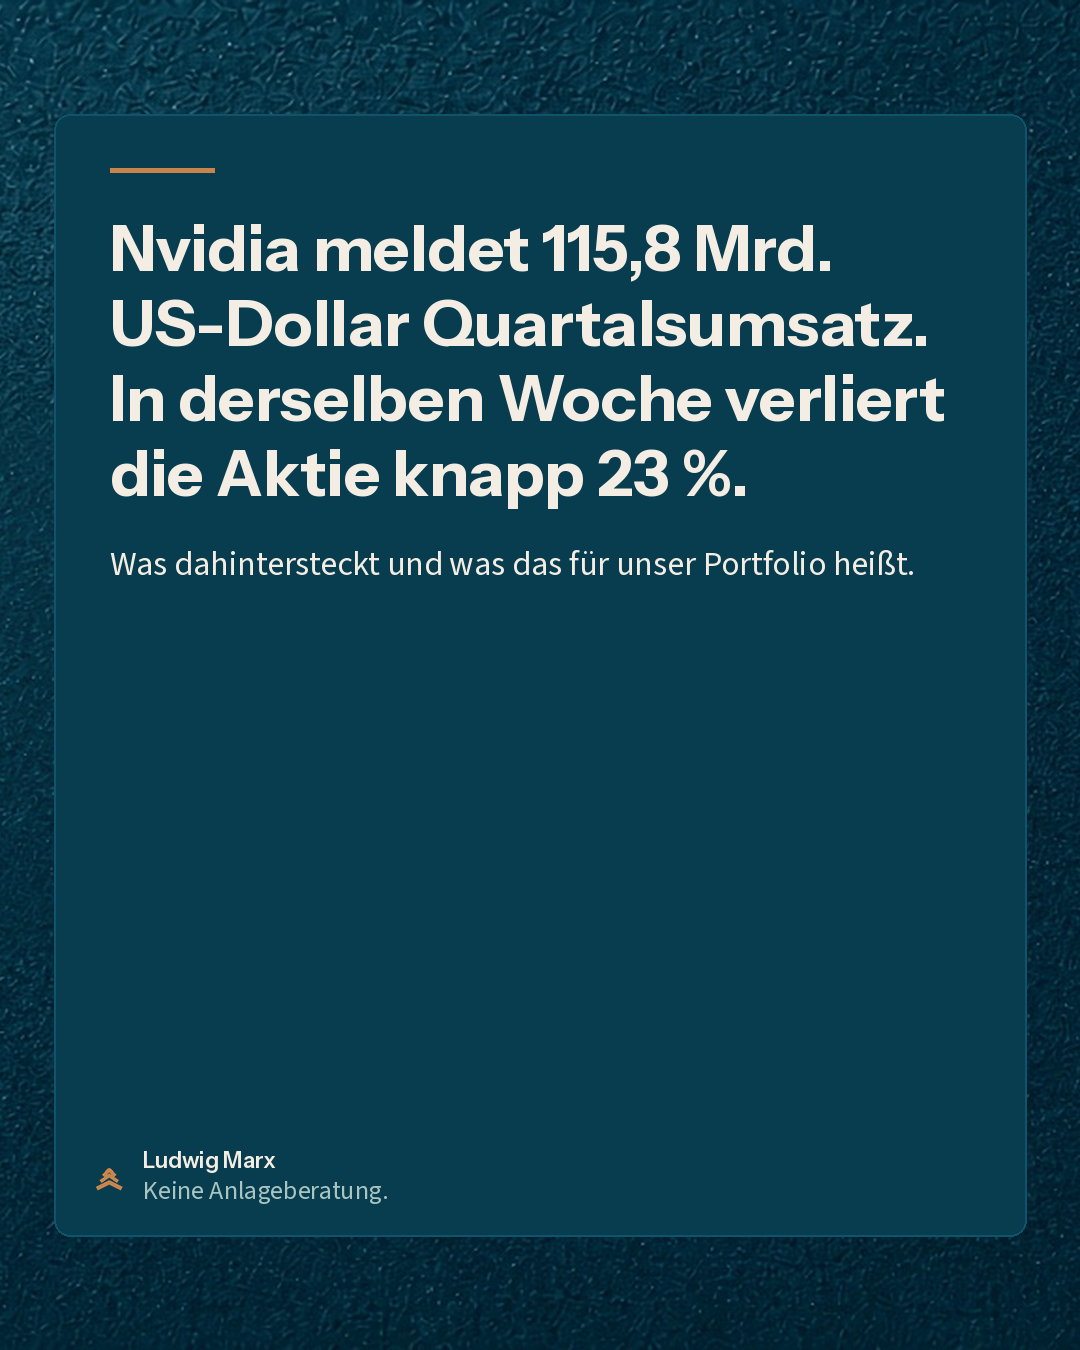 Nvidia meldet 115,8 Mrd.
US-Dollar Quartalsumsatz.
In derselben Woche verliert
die Aktie knapp 23 %.
Was dahintersteckt und was das für unser Portfolio heißt.
Ludwig Marx
Keine Anlageberatung.